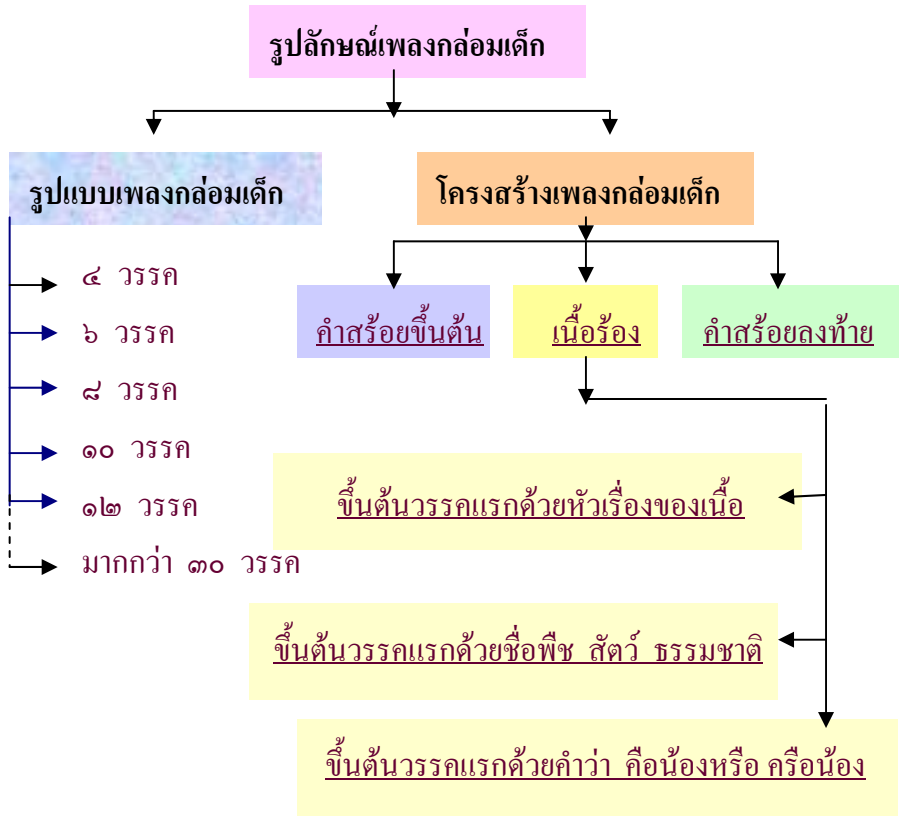 รูปลักษณ์เพลงกล่อมเด็ก
รูปแบบเพลงกล่อมเด็ก
โครงสร้างเพลงกล่อมเด็ก
๔ วรรค
๖ วรรค
๘ วรรค
๑๐ วรรค
๑๒ วรรค
มากกว่า ๓๐ วรรค
คำสร้อยขึ้นต้น
เนื้อร้อง
คำสร้อยลงท้าย
ขึ้นต้นวรรคแรกด้วยหัวเรื่องของเนื้อ
ขึ้นต้นวรรคแรกด้วยชื่อพืช สัตว์ ธรรมชาติ
ขึ้นต้นวรรคแรกด้วยคำว่า คือน้องหรือ ครือน้อง